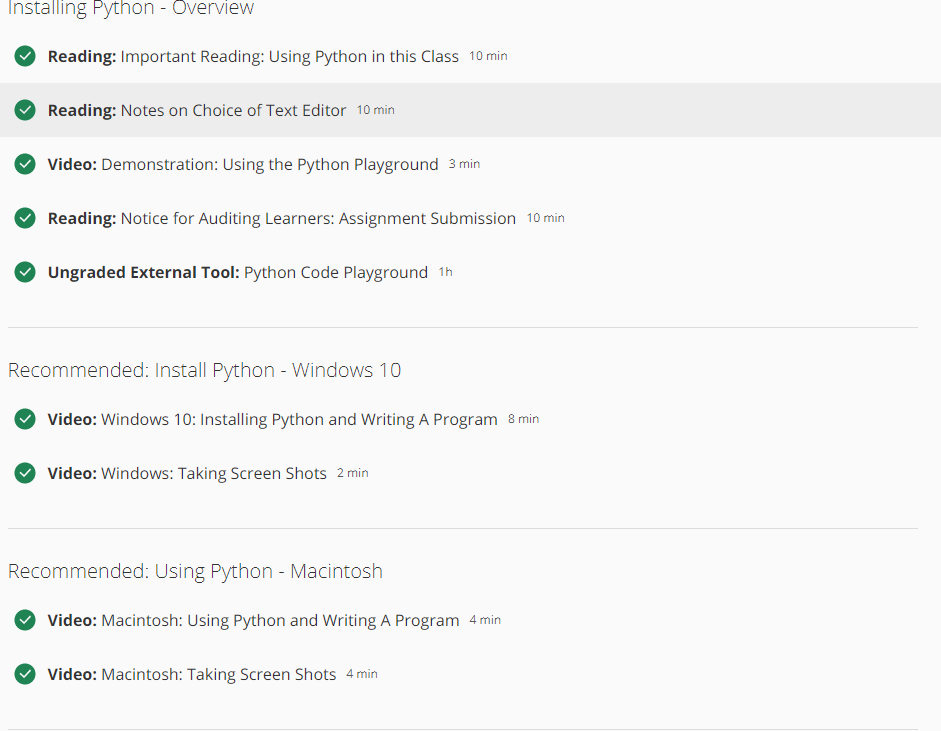 Installing Python - Overview
Reading: Important Reading: Using Python in this Class 10 min
Reading: Notes on Choice of Text Editor 10 min
Video: Demonstration: Using the Python Playground 3 min
Reading: Notice for Auditing Learners: Assignment Submission 10 min
Ungraded External Tool: Python Code Playground 1h
Recommended: Install Python - Windows 10
Video: Windows 10: Installing Python and Writing A Program 8 min
Video: Windows: Taking Screen Shots 2 min
Recommended: Using Python - Macintosh
Video: Macintosh: Using Python and Writing A Program 4 min
Video: Macintosh: Taking Screen Shots 4 min